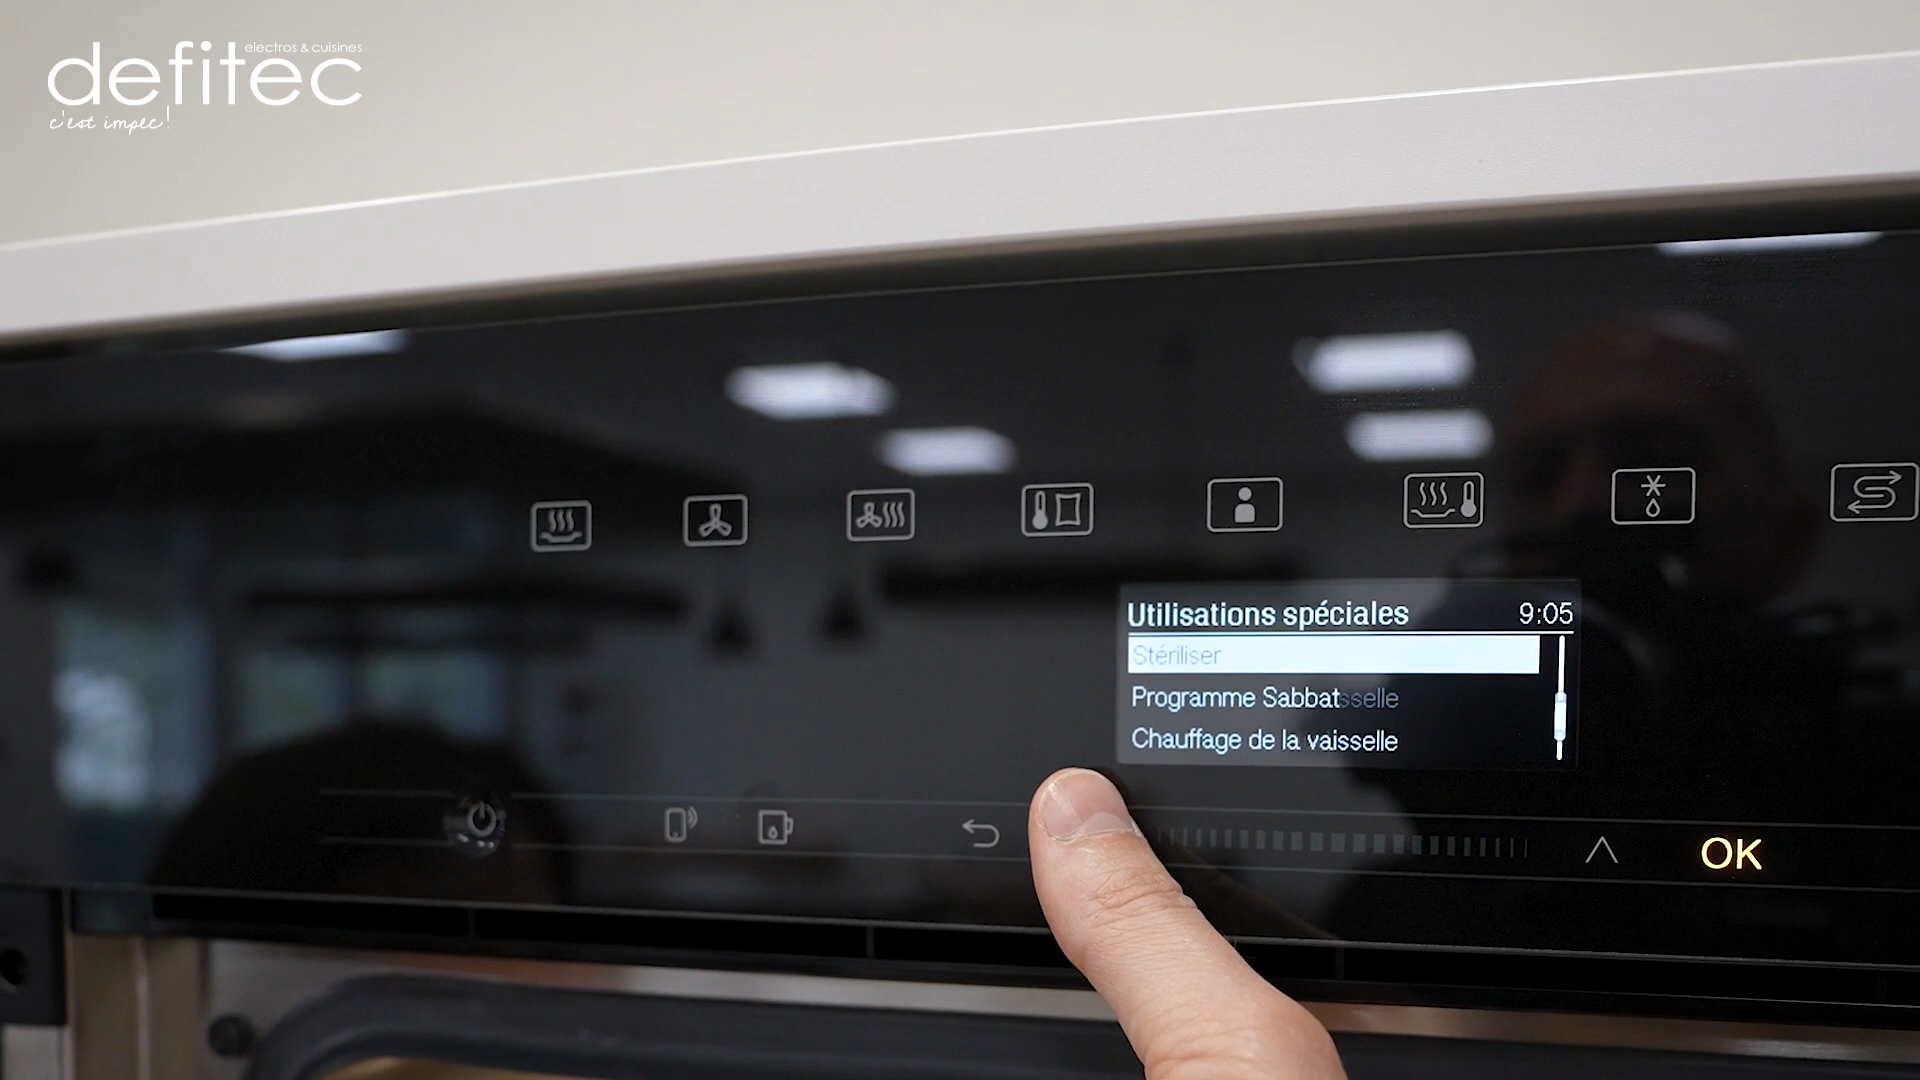 electros & cuisines
defitec
c'est impec!
Utilisations spéciales 9:05
Stériliser
Programme Sabbat
Chauffage de la vaisselle
OK